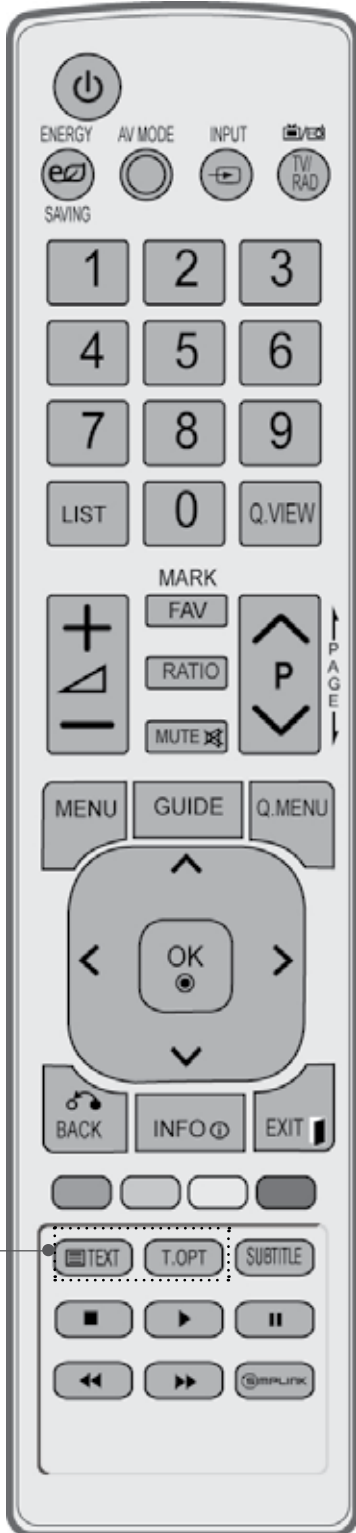 ENERGY AV MODE INPUT
TV/
RAD
SAVING
1 2 3
4 5 6
7 8 9
LIST 0 Q.VIEW
MARK
FAV
RATIO
P
PAGE
MUTE
MENU GUIDE Q.MENU
OK
BACK INFO EXIT
TEXT T.OPT SUBTITLE
SIMPLINK